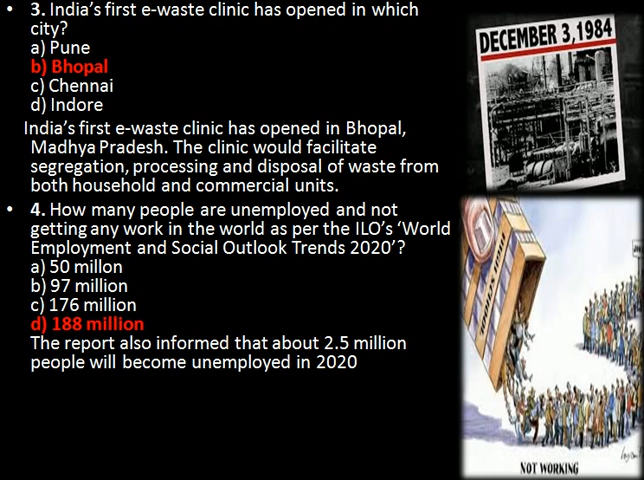 • 3. India's first e-waste clinic has opened in which
city?
a) Pune
b) Bhopal
c) Chennai
d) Indore
India's first e-waste clinic has opened in Bhopal,
Madhya Pradesh. The clinic would facilitate
segregation, processing and disposal of waste from
both household and commercial units.
• 4. How many people are unemployed and not
getting any work in the world as per the ILO's 'World
Employment and Social Outlook Trends 2020'?
a) 50 millon
b) 97 million
c) 176 million
d) 188 million
The report also informed that about 2.5 million
people will become unemployed in 2020
DECEMBER 3,1984
NOT WORKING